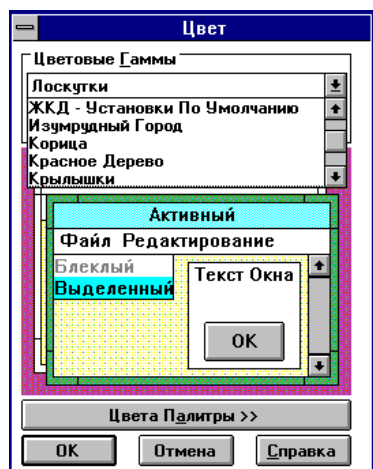 Цвет
Цветовые Гаммы
Лоскутки
ЖКД - Установки По Умолчанию
Изумрудный Город
Корица
Красное Дерево
Крылышки
Активный
Файл Редактирование
Блеклый
Выделенный
Текст Окна
OK
Цвета Палитры >>
OK Отмена Справка